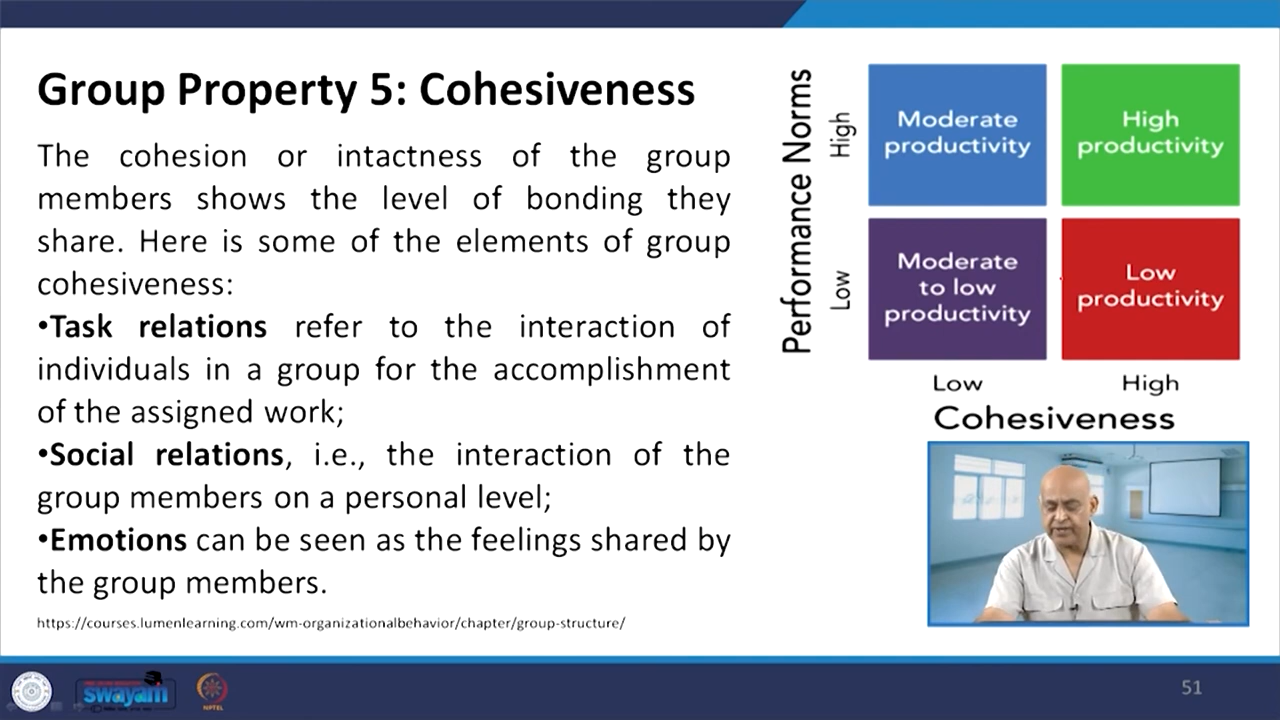 Group Property 5: Cohesiveness
The cohesion or intactness of the group
members shows the level of bonding they
share. Here is some of the elements of group
cohesiveness:
•Task relations refer to the interaction of
individuals in a group for the accomplishment
of the assigned work;
•Social relations, i.e., the interaction of the
group members on a personal level;
•Emotions can be seen as the feelings shared by
the group members.
https://courses.lumenlearning.com/wm-organizationalbehavior/chapter/group-structure/
Performance Norms
High
Low
Moderate
productivity
High
productivity
Moderate
to low
productivity
Low
productivity
Low
High
Cohesiveness
swayam
NPTEL
51